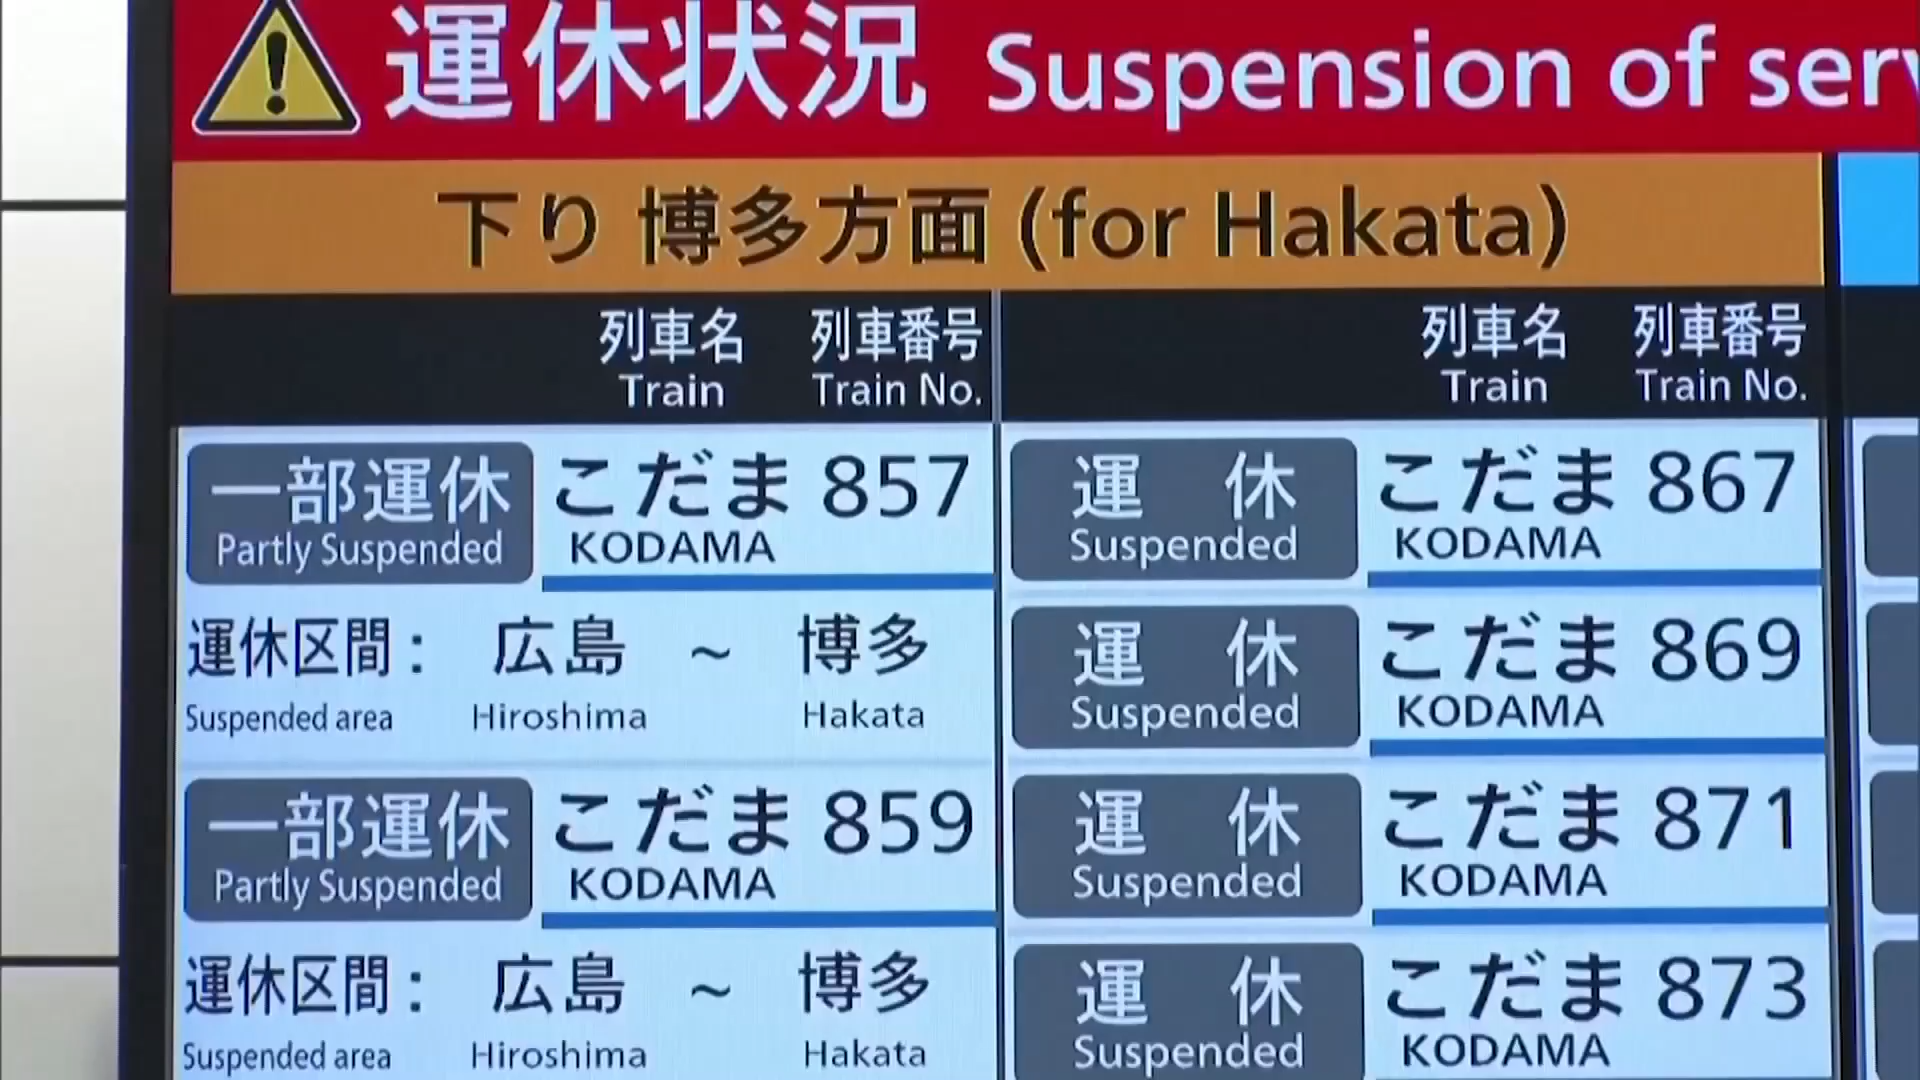 運休状況 Suspension of serv
下り 博多方面 (for Hakata)
列車名 列車番号
Train Train No.
一部運休 こだま 857
Partly Suspended KODAMA
運休区間： 広島 ～ 博多
Suspended area Hiroshima Hakata
一部運休 こだま 859
Partly Suspended KODAMA
運休区間： 広島 ～ 博多
Suspended area Hiroshima Hakata
列車名 列車番号
Train Train No.
運 休 こだま 867
Suspended KODAMA
運 休 こだま 869
Suspended KODAMA
運 休 こだま 871
Suspended KODAMA
運 休 こだま 873
Suspended KODAMA